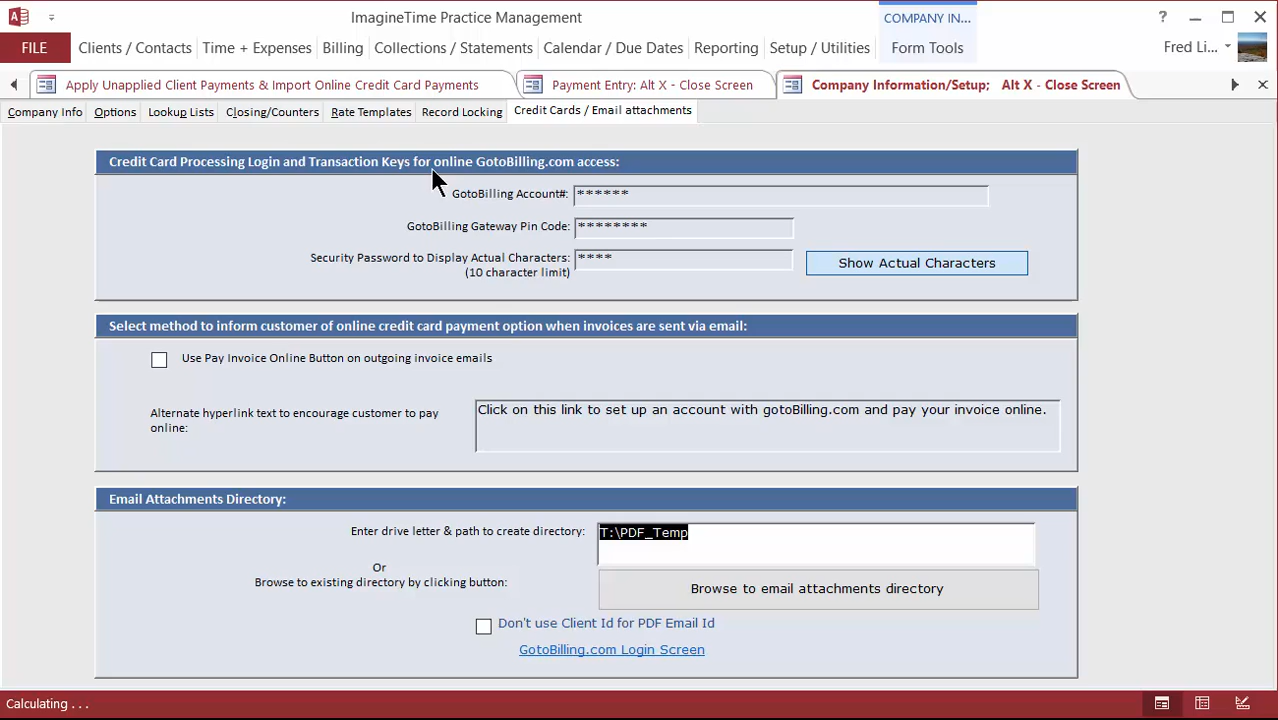 ImagineTime Practice Management
COMPANY IN...
?
FILE
Clients / Contacts
Time + Expenses
Billing
Collections / Statements
Calendar / Due Dates
Reporting
Setup / Utilities
Form Tools
Fred Li...
Apply Unapplied Client Payments & Import Online Credit Card Payments
Payment Entry: Alt X - Close Screen
Company Information/Setup; Alt X - Close Screen
Company Info
Options
Lookup Lists
Closing/Counters
Rate Templates
Record Locking
Credit Cards / Email attachments
Credit Card Processing Login and Transaction Keys for online GotoBilling.com access:
GotoBilling Account#:
******
GotoBilling Gateway Pin Code:
********
Security Password to Display Actual Characters:
(10 character limit)
****
Show Actual Characters
Select method to inform customer of online credit card payment option when invoices are sent via email:
Use Pay Invoice Online Button on outgoing invoice emails
Alternate hyperlink text to encourage customer to pay
online:
Click on this link to set up an account with gotoBilling.com and pay your invoice online.
Email Attachments Directory:
Enter drive letter & path to create directory:
T:\PDF_Temp
Or
Browse to existing directory by clicking button:
Browse to email attachments directory
Don't use Client Id for PDF Email Id
GotoBilling.com Login Screen
Calculating . . .